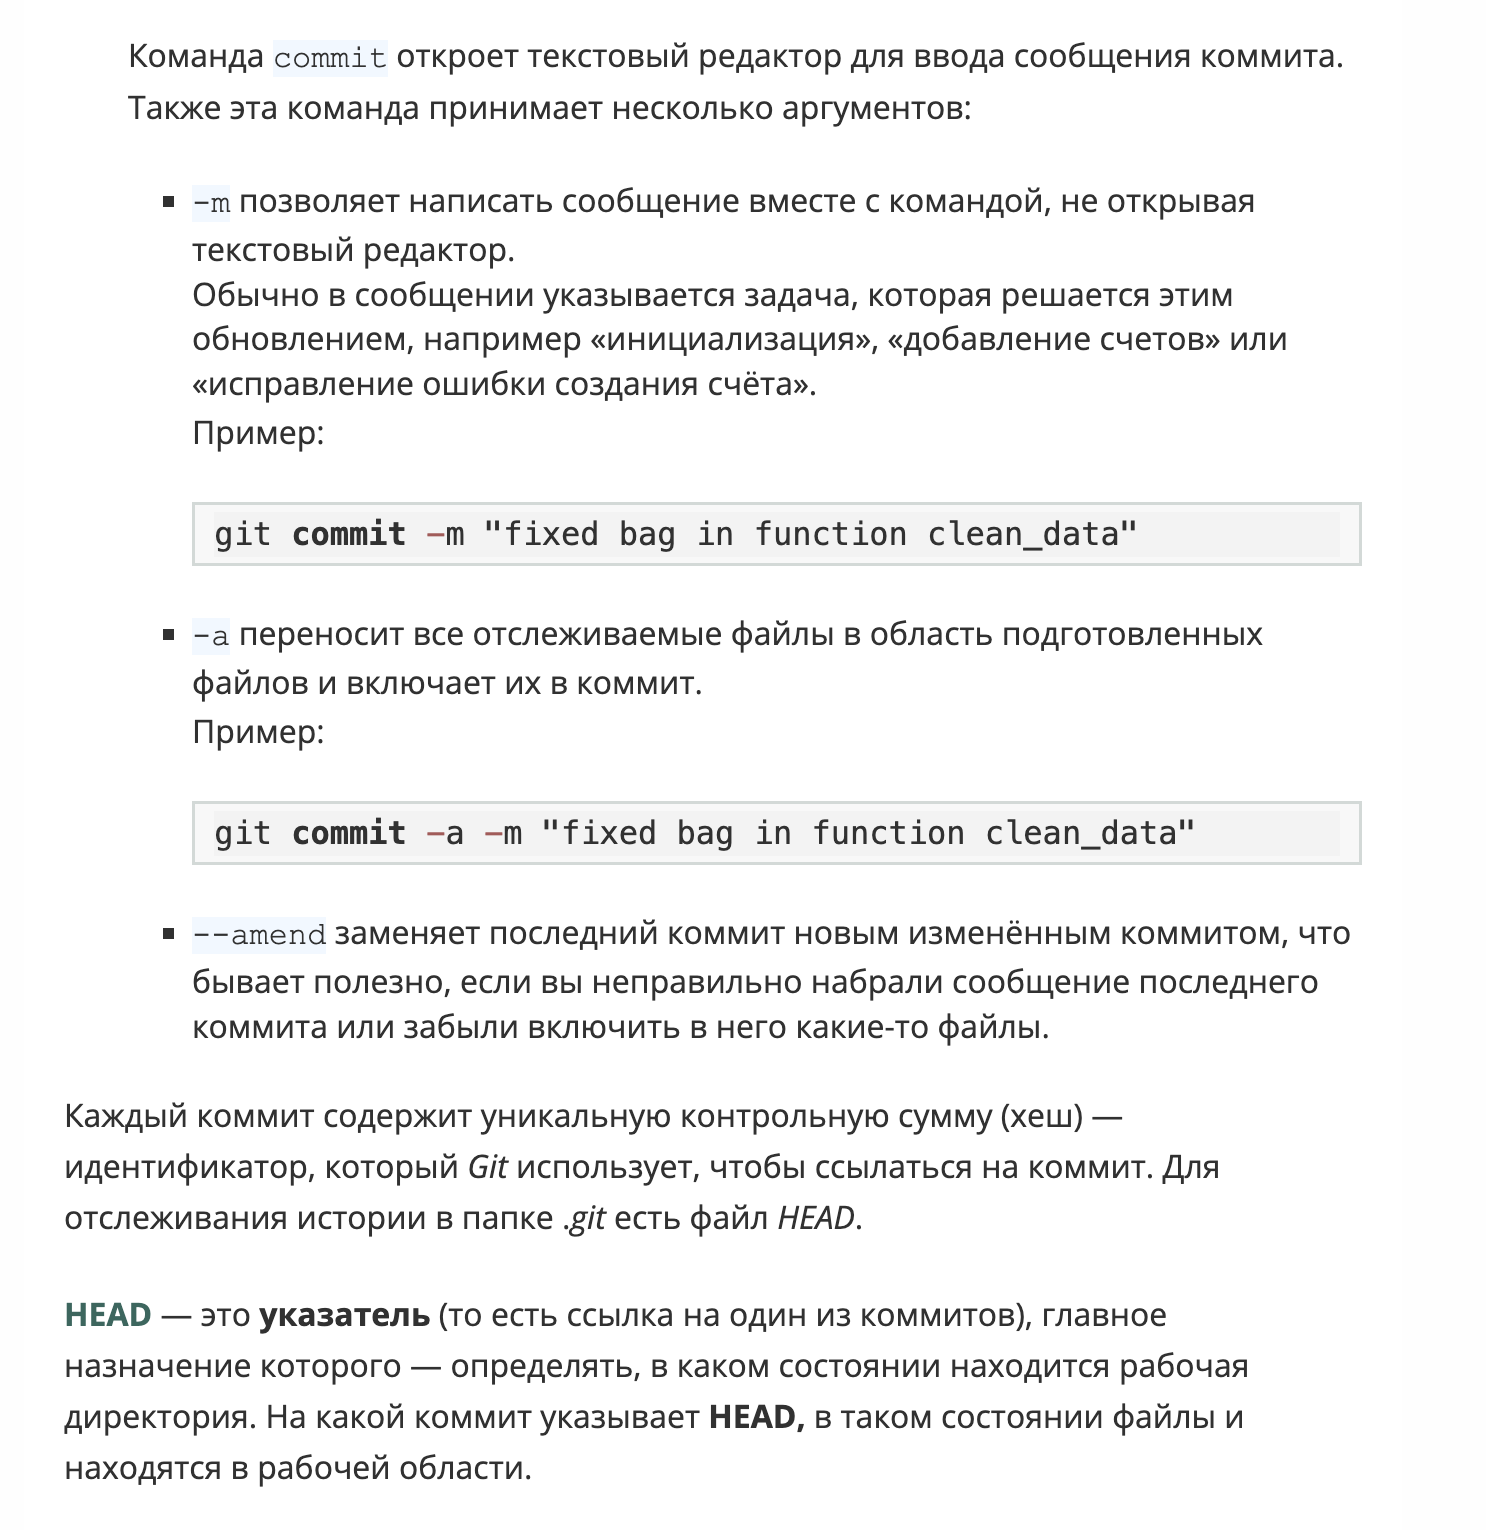 Команда commit откроет текстовый редактор для ввода сообщения коммита.
Также эта команда принимает несколько аргументов:
▪ -m позволяет написать сообщение вместе с командой, не открывая
текстовый редактор.
Обычно в сообщении указывается задача, которая решается этим
обновлением, например «инициализация», «добавление счетов» или
«исправление ошибки создания счёта».
Пример:
git commit -m "fixed bag in function clean_data"
▪ -a переносит все отслеживаемые файлы в область подготовленных
файлов и включает их в коммит.
Пример:
git commit -a -m "fixed bag in function clean_data"
▪ --amend заменяет последний коммит новым изменённым коммитом, что
бывает полезно, если вы неправильно набрали сообщение последнего
коммита или забыли включить в него какие-то файлы.
Каждый коммит содержит уникальную контрольную сумму (хеш) —
идентификатор, который Git использует, чтобы ссылаться на коммит. Для
отслеживания истории в папке .git есть файл HEAD.
HEAD — это указатель (то есть ссылка на один из коммитов), главное
назначение которого — определять, в каком состоянии находится рабочая
директория. На какой коммит указывает HEAD, в таком состоянии файлы и
находятся в рабочей области.